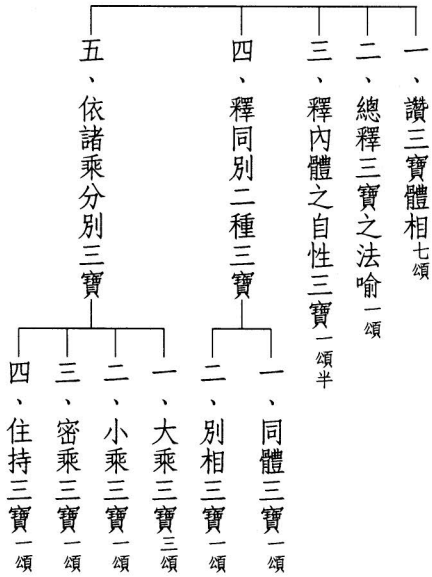 一、讚三寶體相七頌
二、總釋三寶之法喻一頌
三、釋內體之自性三寶一頌半
四、釋同別二種三寶
一、同體三寶一頌
二、別相三寶一頌
五、依諸乘分別三寶
一、大乘三寶三頌
二、小乘三寶一頌
三、密乘三寶一頌
四、住持三寶一頌